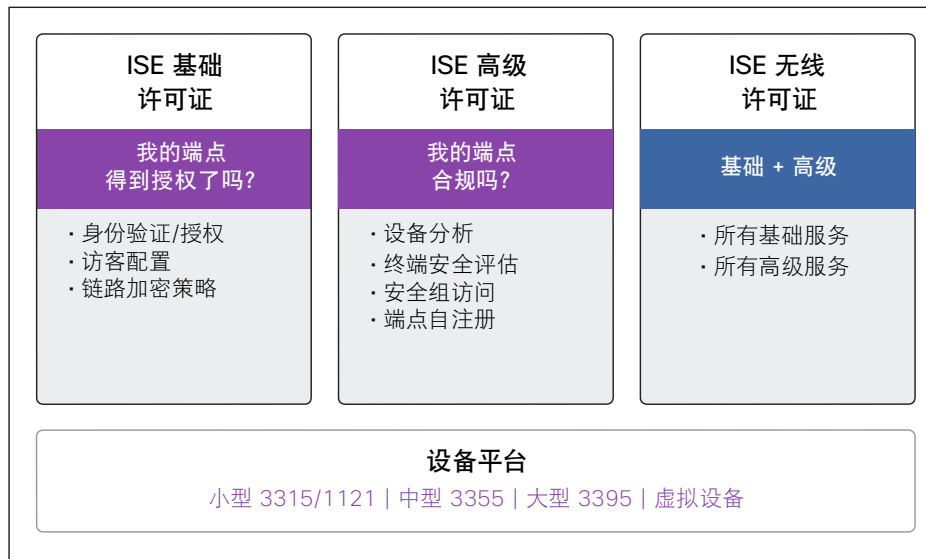 ISE 基础
许可证
我的端点
得到授权了吗?
· 身份验证/授权
· 访客配置
· 链路加密策略
ISE 高级
许可证
我的端点
合规吗?
· 设备分析
· 终端安全评估
· 安全组访问
· 端点自注册
ISE 无线
许可证
基础 + 高级
· 所有基础服务
· 所有高级服务
设备平台
小型 3315/1121 | 中型 3355 | 大型 3395 | 虚拟设备